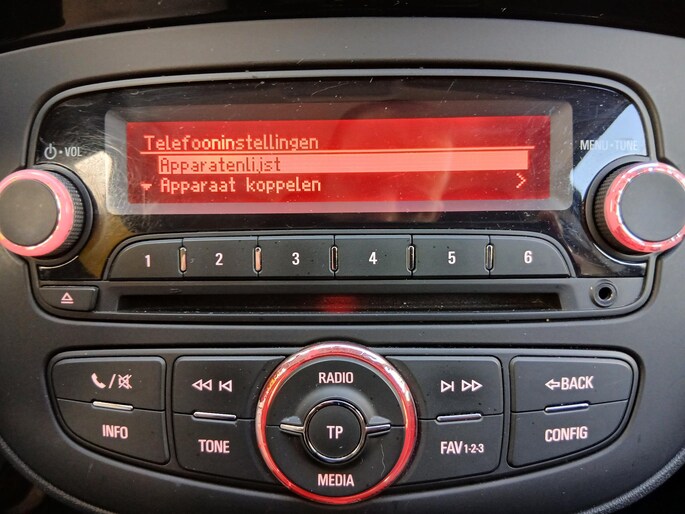 Telefooninstellingen
⏻•VOL
MENU•TUNE
Apparatenlijst
Apparaat koppelen
1 2 3 4 5 6
RADIO
BACK
INFO
TONE
TP
FAV1-2-3
CONFIG
MEDIA